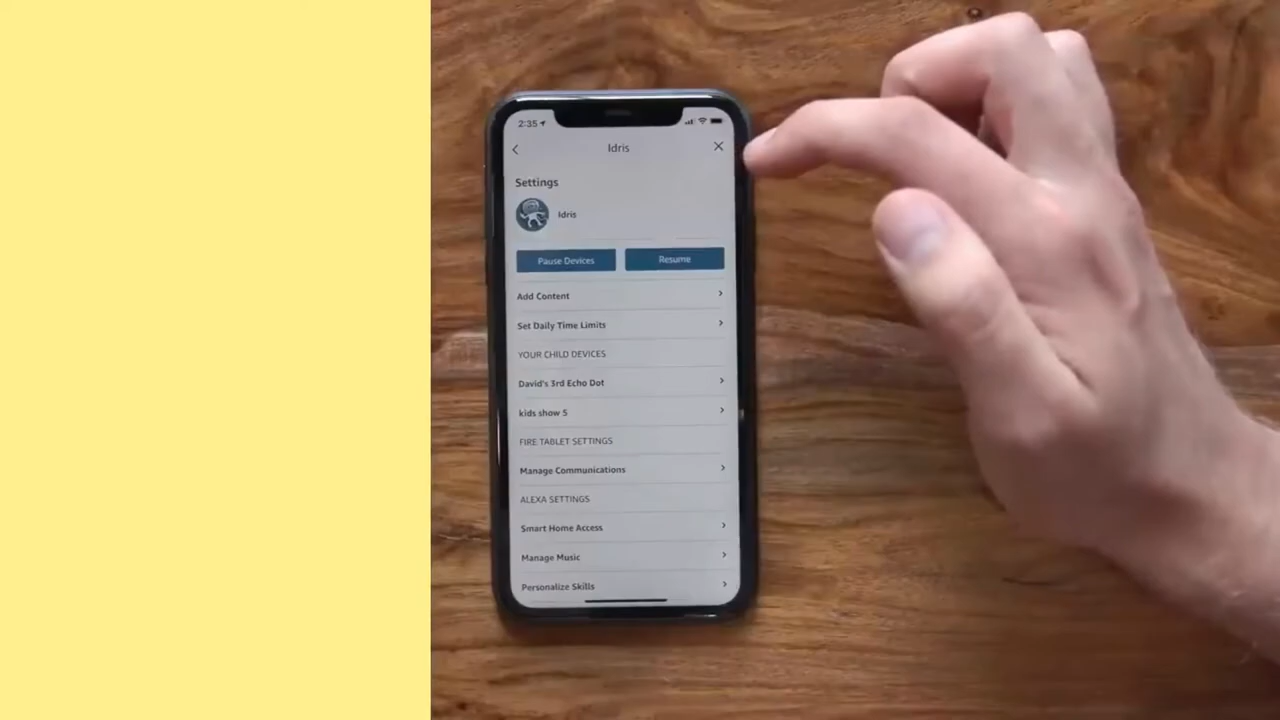 2:35
Idris
Settings
Idris
Pause Devices
Resume
Add Content
Set Daily Time Limits
YOUR CHILD DEVICES
David's 3rd Echo Dot
kids show 5
FIRE TABLET SETTINGS
Manage Communications
ALEXA SETTINGS
Smart Home Access
Manage Music
Personalize Skills